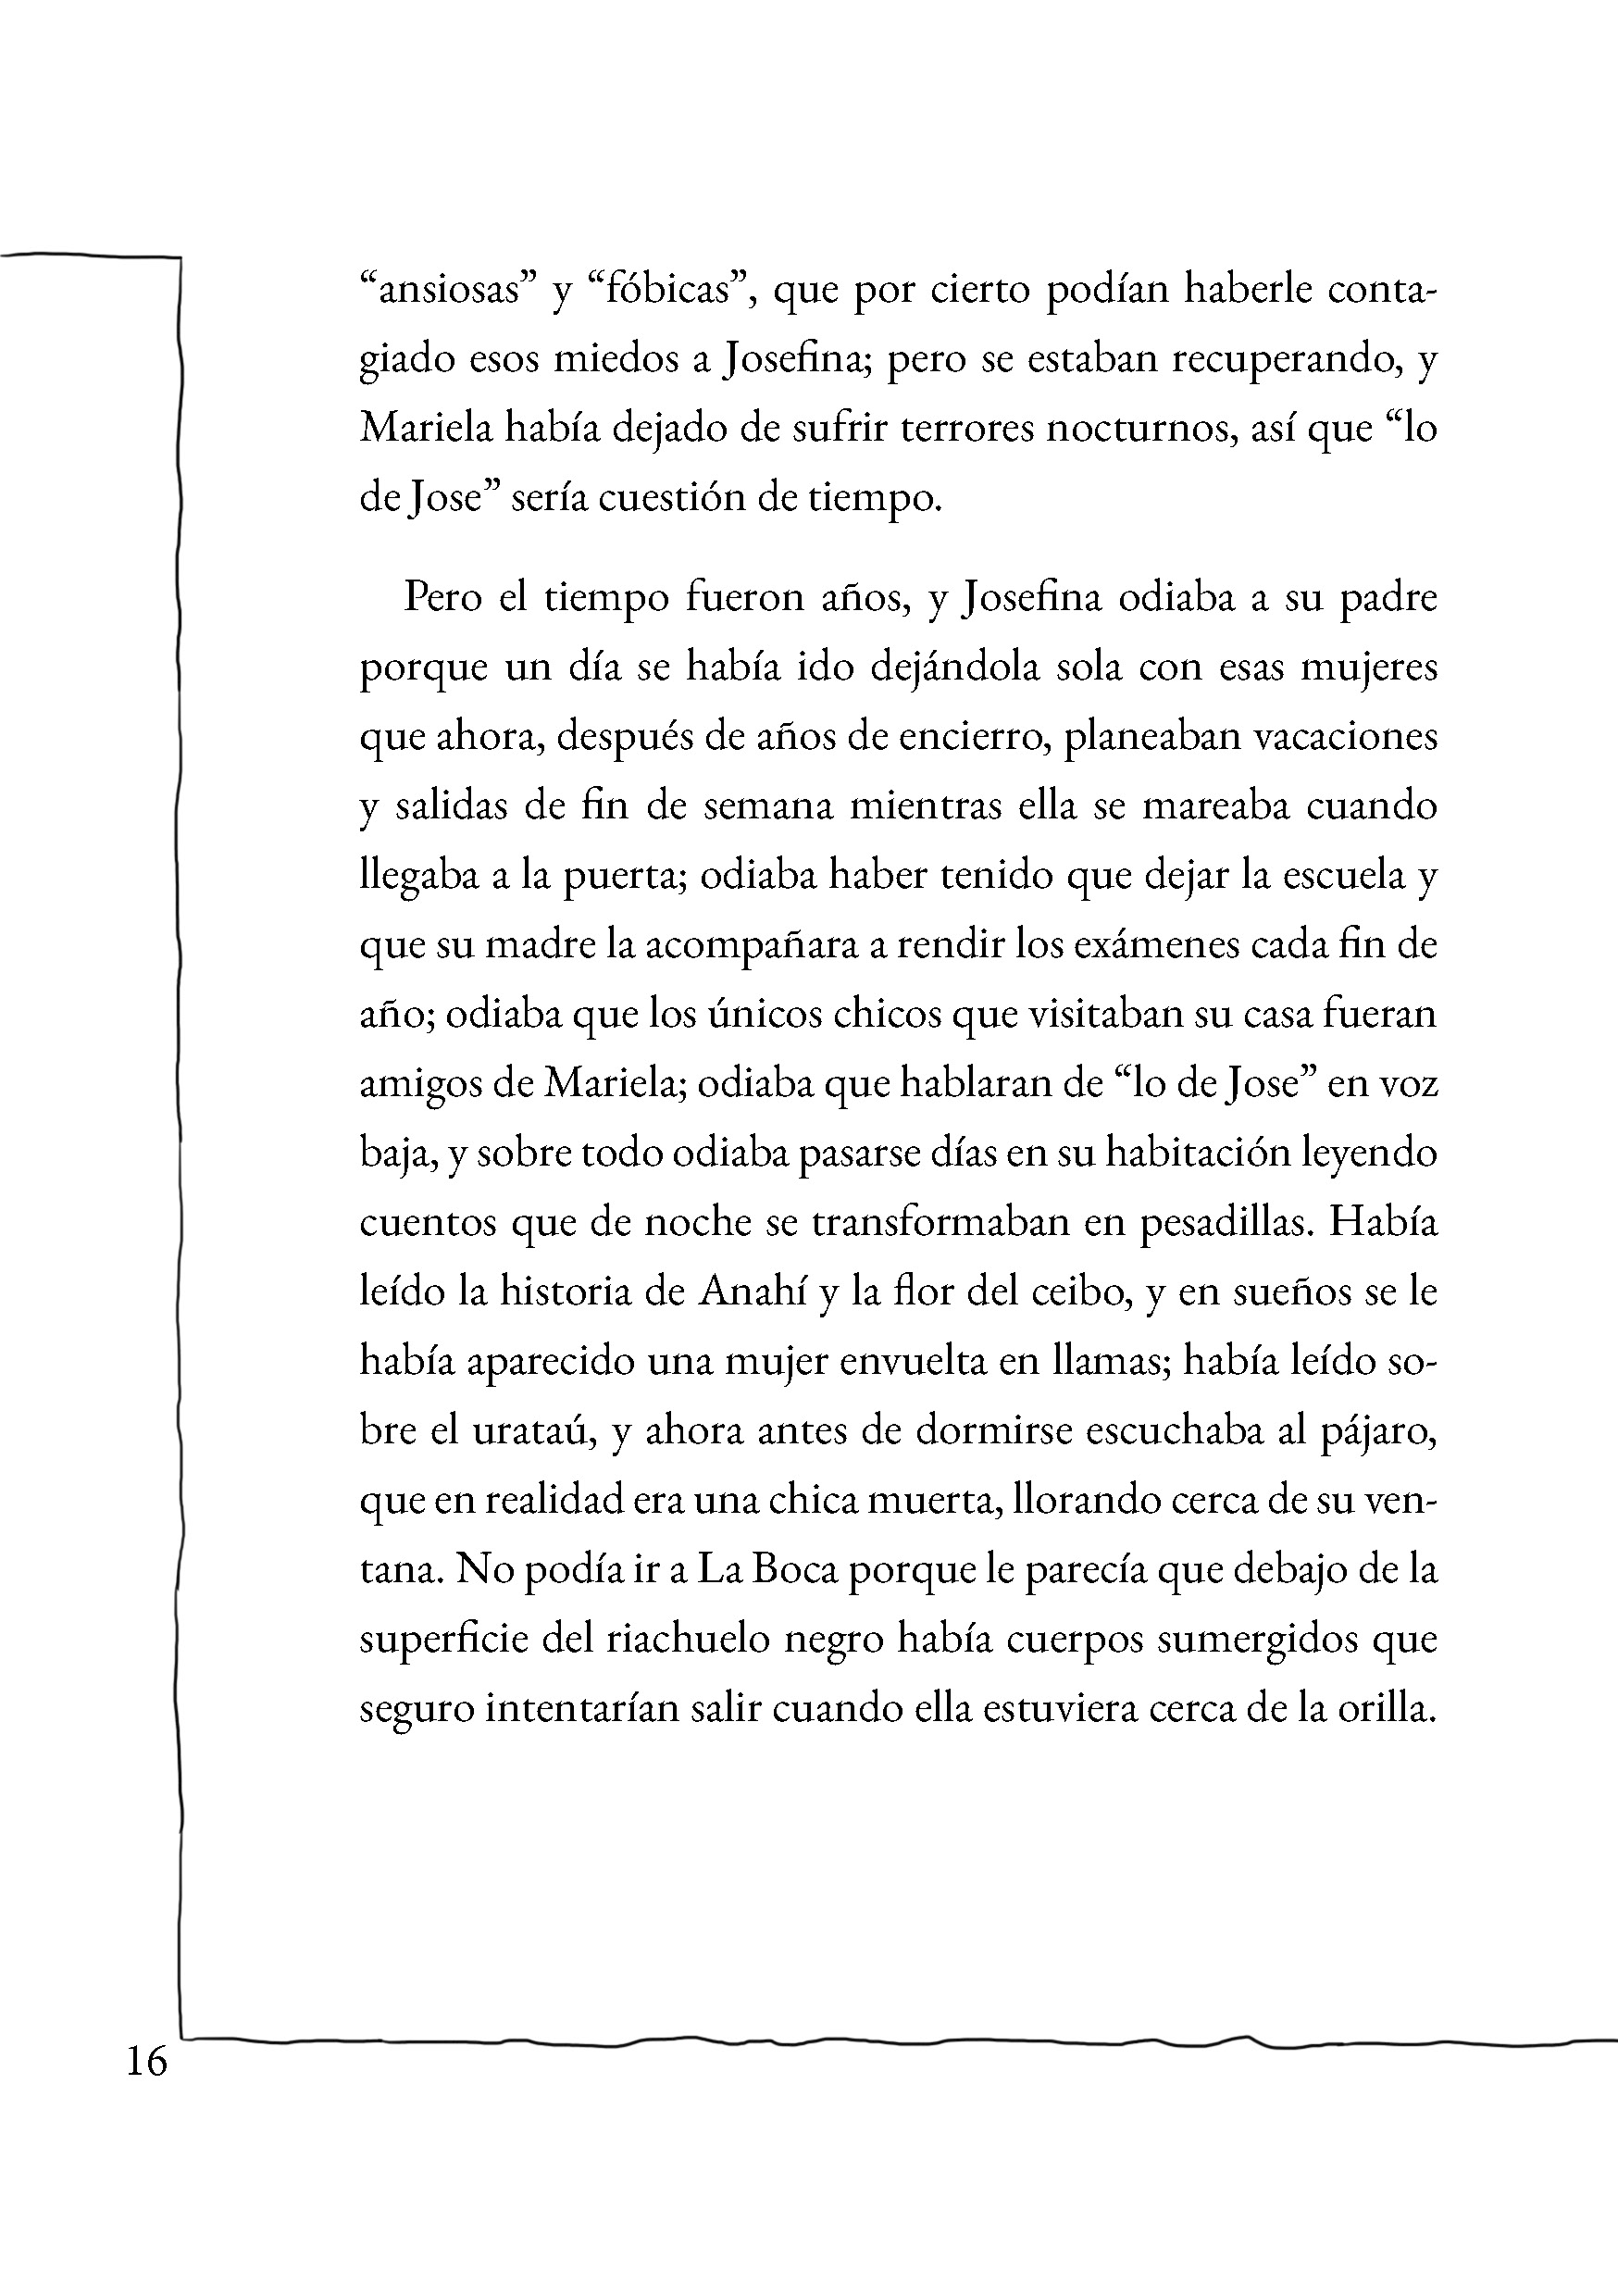 “ansiosas” y “fóbicas”, que por cierto podían haberle conta-
giado esos miedos a Josefina; pero se estaban recuperando, y
Mariela había dejado de sufrir terrores nocturnos, así que “lo
de Jose” sería cuestión de tiempo.
Pero el tiempo fueron años, y Josefina odiaba a su padre
porque un día se había ido dejándola sola con esas mujeres
que ahora, después de años de encierro, planeaban vacaciones
y salidas de fin de semana mientras ella se mareaba cuando
llegaba a la puerta; odiaba haber tenido que dejar la escuela y
que su madre la acompañara a rendir los exámenes cada fin de
año; odiaba que los únicos chicos que visitaban su casa fueran
amigos de Mariela; odiaba que hablaran de “lo de Jose” en voz
baja, y sobre todo odiaba pasarse días en su habitación leyendo
cuentos que de noche se transformaban en pesadillas. Había
leído la historia de Anahí y la flor del ceibo, y en sueños se le
había aparecido una mujer envuelta en llamas; había leído so-
bre el urataú, y ahora antes de dormirse escuchaba al pájaro,
que en realidad era una chica muerta, llorando cerca de su ven-
tana. No podía ir a La Boca porque le parecía que debajo de la
superficie del riachuelo negro había cuerpos sumergidos que
seguro intentarían salir cuando ella estuviera cerca de la orilla.
16